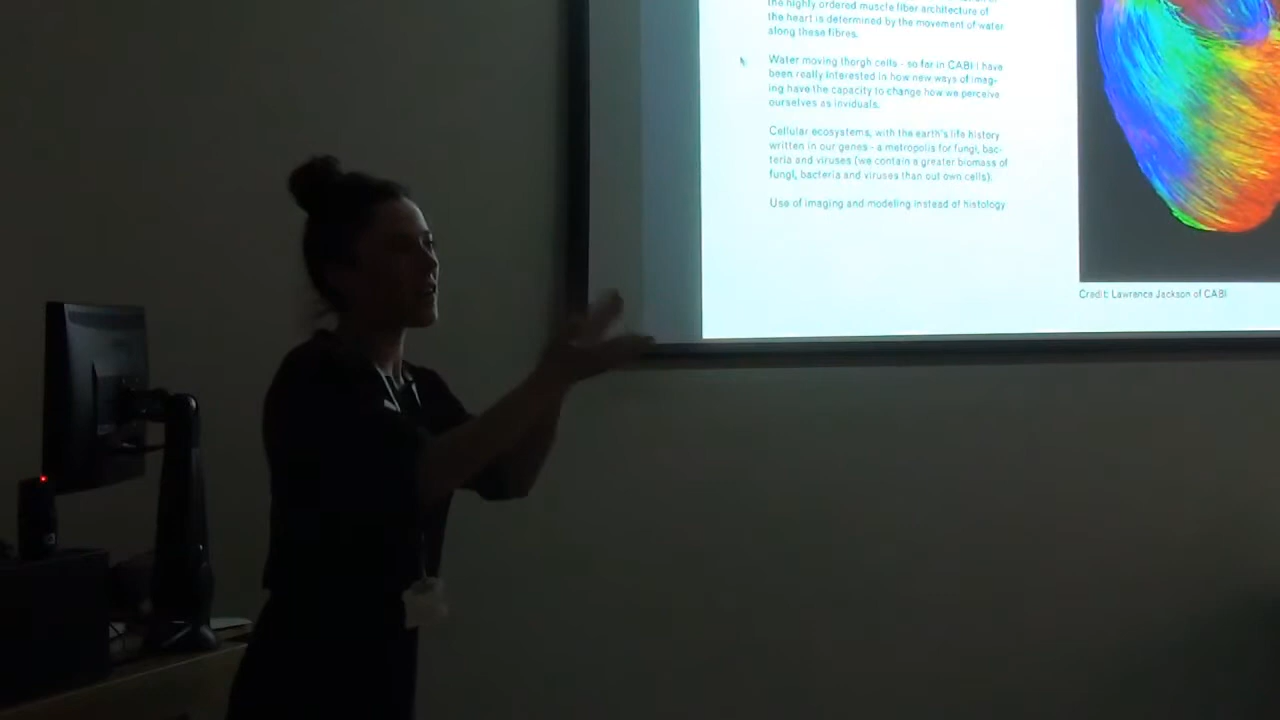 the highly ordered muscle fiber architecture of
the heart is determined by the movement of water
along these fibres.
Water moving thorgh cells - so far in CABI I have
been really interested in how new ways of imag-
ing have the capacity to change how we perceive
ourselves as inviduals.
Cellular ecosystems, with the earth's life history
written in our genes - a metropolis for fungi, bac-
teria and viruses (we contain a greater biomass of
fungi, bacteria and viruses than out own cells).
Use of imaging and modeling instead of histology
Credit: Lawrence Jackson of CABI